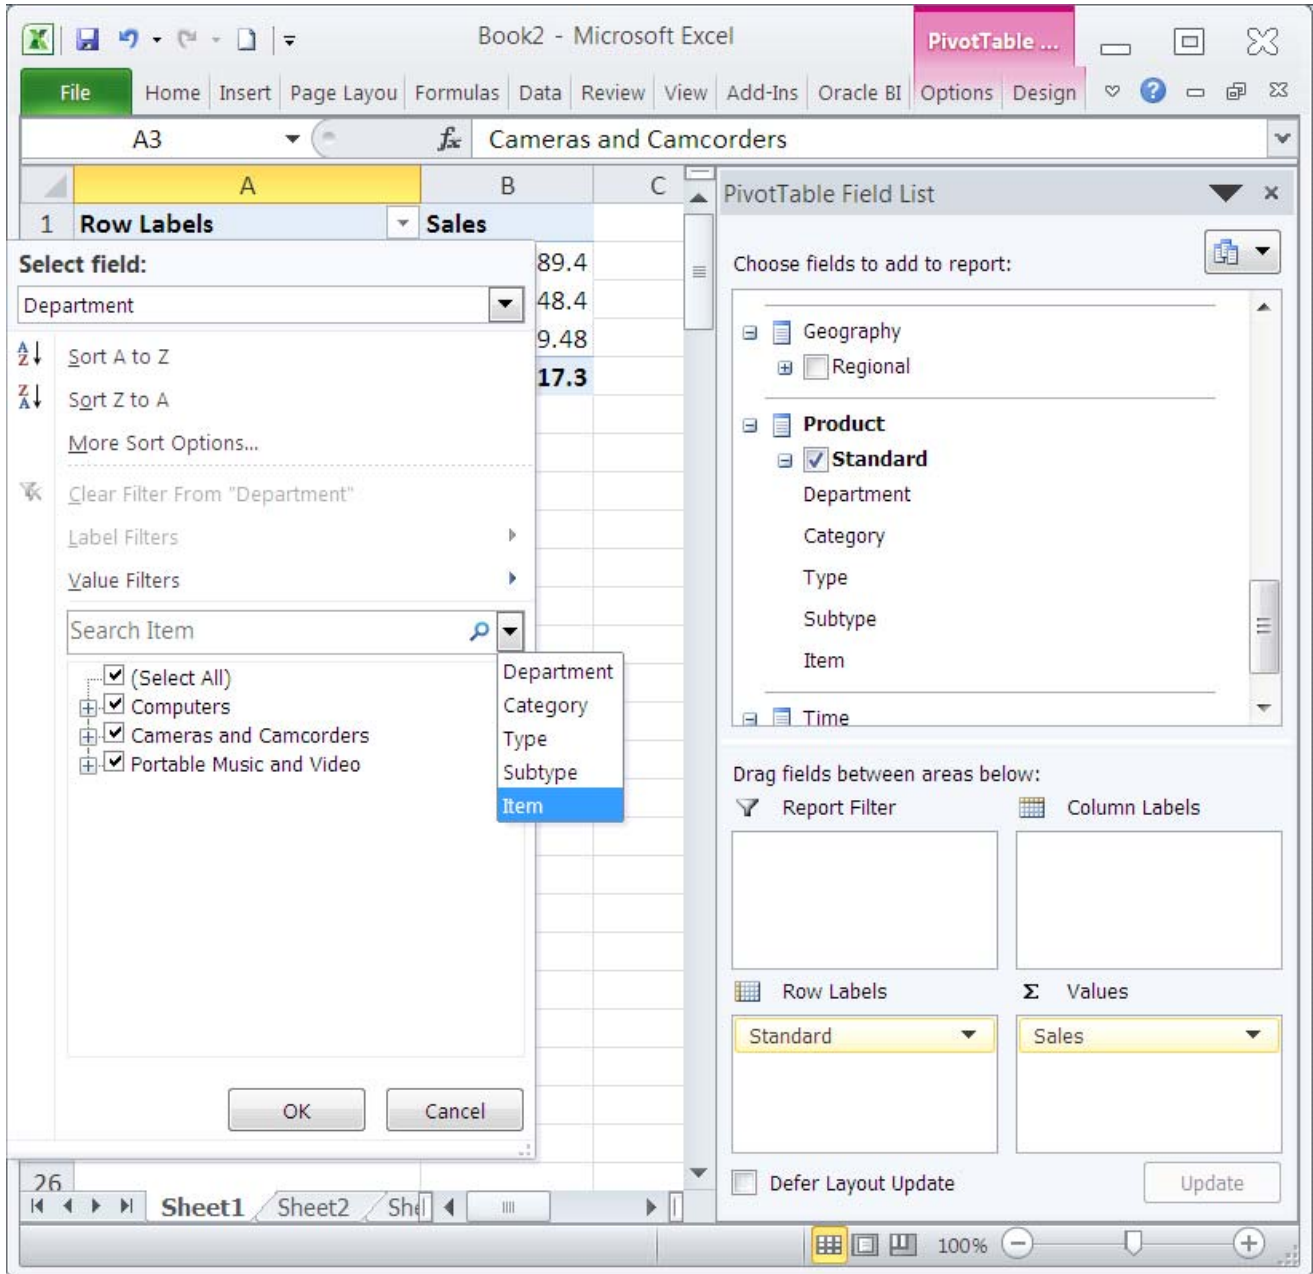 Book2 - Microsoft Excel
PivotTable ...
File Home Insert Page Layou Formulas Data Review View Add-Ins Oracle BI Options Design
A3 fx Cameras and Camcorders
A B C
1 Row Labels Sales
Select field:
Department
89.4
48.4
9.48
17.3
Sort A to Z
Sort Z to A
More Sort Options...
Clear Filter From "Department"
Label Filters
Value Filters
Search Item
(Select All)
Computers
Cameras and Camcorders
Portable Music and Video
Department
Category
Type
Subtype
Item
OK Cancel
26
Sheet1 Sheet2 She
PivotTable Field List
Choose fields to add to report:
Geography
Regional
Product
Standard
Department
Category
Type
Subtype
Item
Time
Drag fields between areas below:
Report Filter Column Labels
Row Labels Σ Values
Standard Sales
Defer Layout Update Update
100%